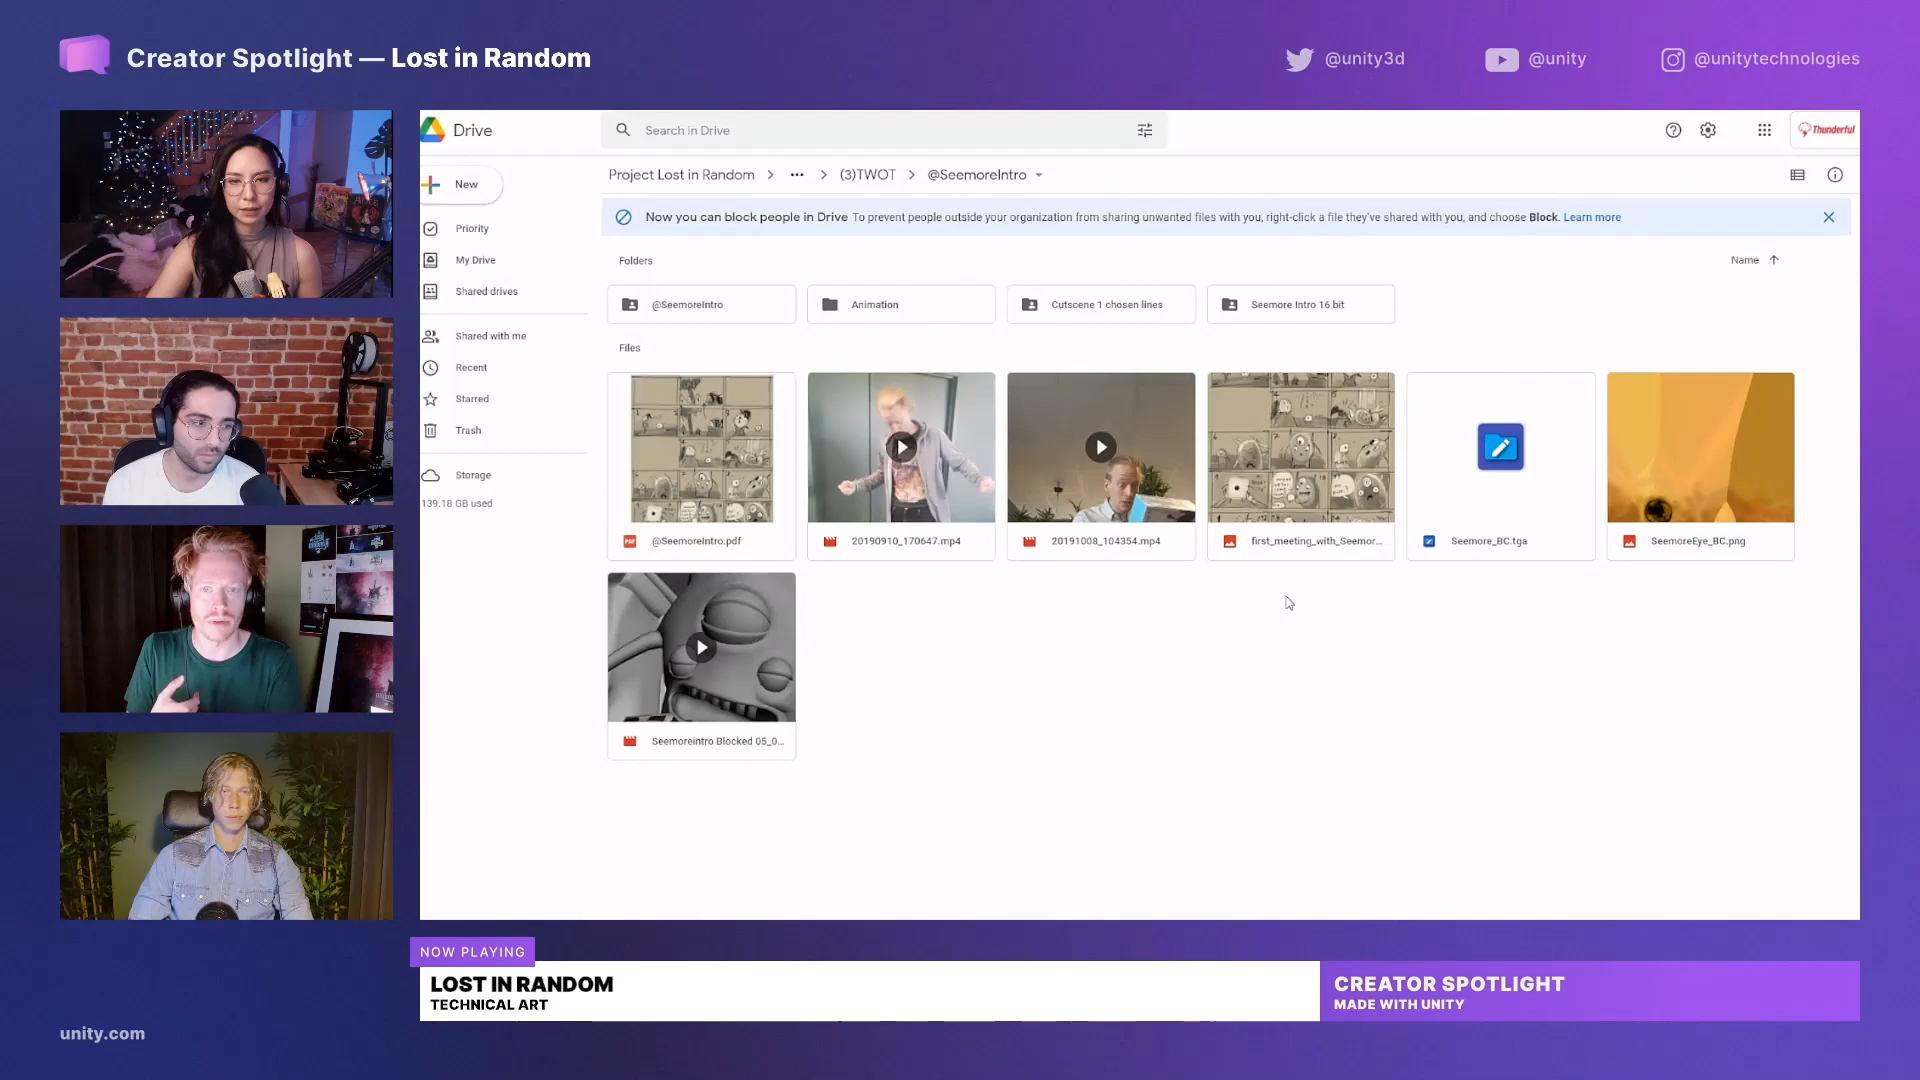 Creator Spotlight — Lost in Random
@unity3d
@unity
@unitytechnologies
Drive
Search in Drive
Thunderful
New
Project Lost in Random > ... > (3)TWOT > @SeemoreIntro
Now you can block people in Drive To prevent people outside your organization from sharing unwanted files with you, right-click a file they've shared with you, and choose Block. Learn more
Priority
My Drive
Shared drives
Shared with me
Recent
Starred
Trash
Storage
139.18 GB used
Folders
Name
@SeemoreIntro
Animation
Cutscene 1 chosen lines
Seemore Intro 16 bit
Files
PDF
@SeemoreIntro.pdf
20190910_170647.mp4
20191008_104354.mp4
first_meeting_with_Seemor...
Seemore_BC.tga
SeemoreEye_BC.png
Seemoreintro Blocked 05_0...
NOW PLAYING
LOST IN RANDOM
TECHNICAL ART
CREATOR SPOTLIGHT
MADE WITH UNITY
unity.com